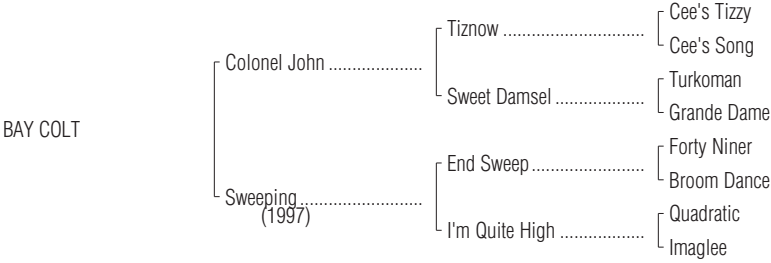 Cee's Tizzy
Tiznow ..............................
Cee's Song
Colonel John ....................
Turkoman
Sweet Damsel ...................
Grande Dame
BAY COLT
Forty Niner
End Sweep........................
Broom Dance
Sweeping..........................
(1997)
Quadratic
I'm Quite High ..................
Imaglee